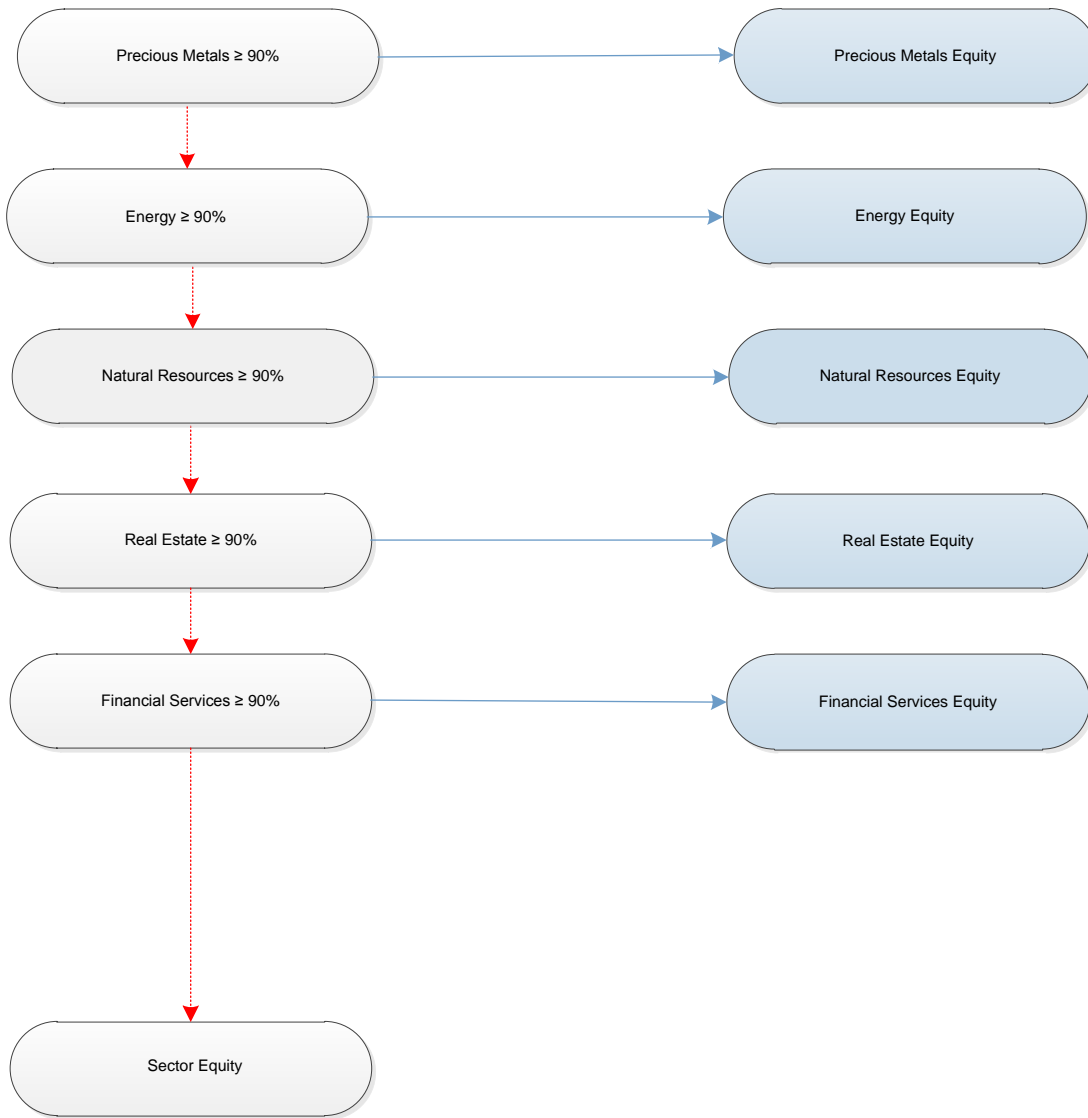 Precious Metals ≥ 90%
Precious Metals Equity
Energy ≥ 90%
Energy Equity
Natural Resources ≥ 90%
Natural Resources Equity
Real Estate ≥ 90%
Real Estate Equity
Financial Services ≥ 90%
Financial Services Equity
Sector Equity